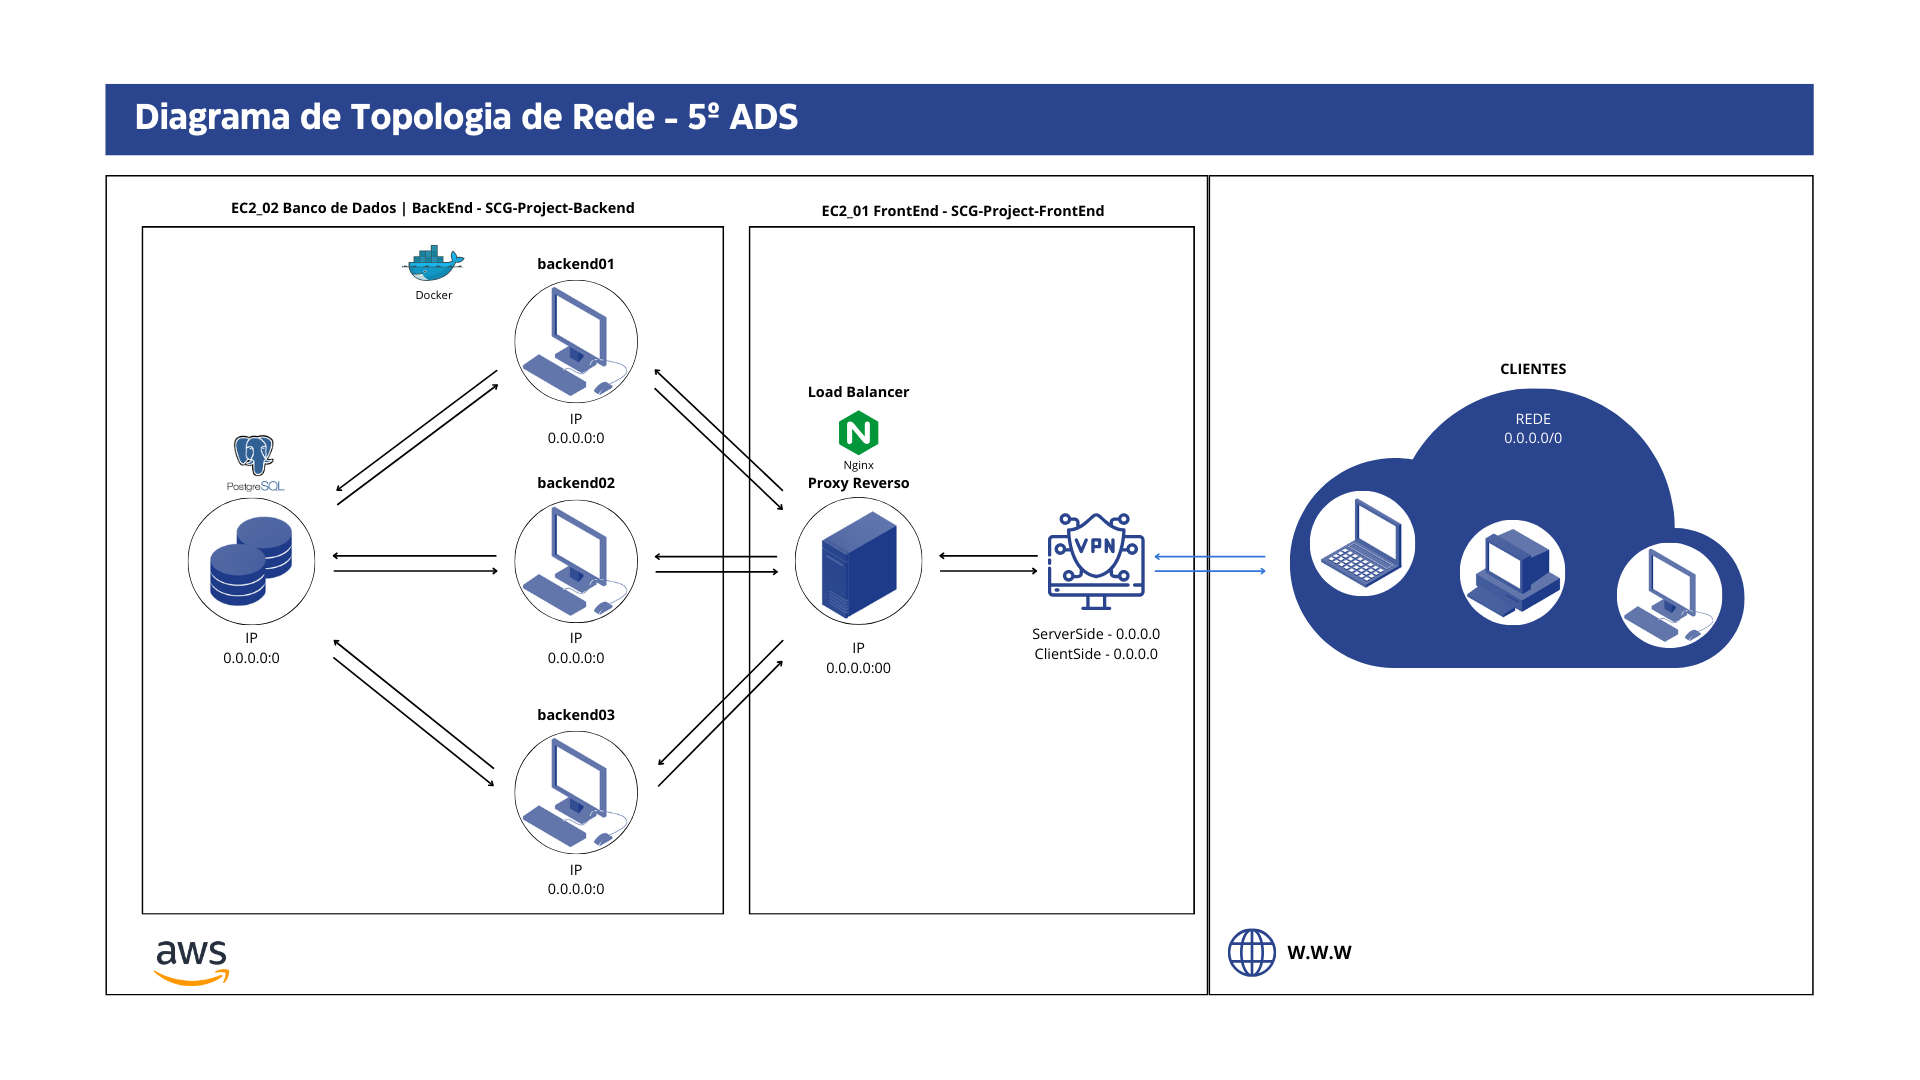 Diagrama de Topologia de Rede - 5º ADS
EC2_02 Banco de Dados | BackEnd - SCG-Project-Backend
Docker
backend01
IP
0.0.0.0:0
PostgreSQL
IP
0.0.0.0:0
backend02
IP
0.0.0.0:0
backend03
IP
0.0.0.0:0
EC2_01 FrontEnd - SCG-Project-FrontEnd
Load Balancer
N
Nginx
Proxy Reverso
IP
0.0.0.0:00
VPN
ServerSide - 0.0.0.0
ClientSide - 0.0.0.0
aws
CLIENTES
REDE
0.0.0.0/0
W.W.W